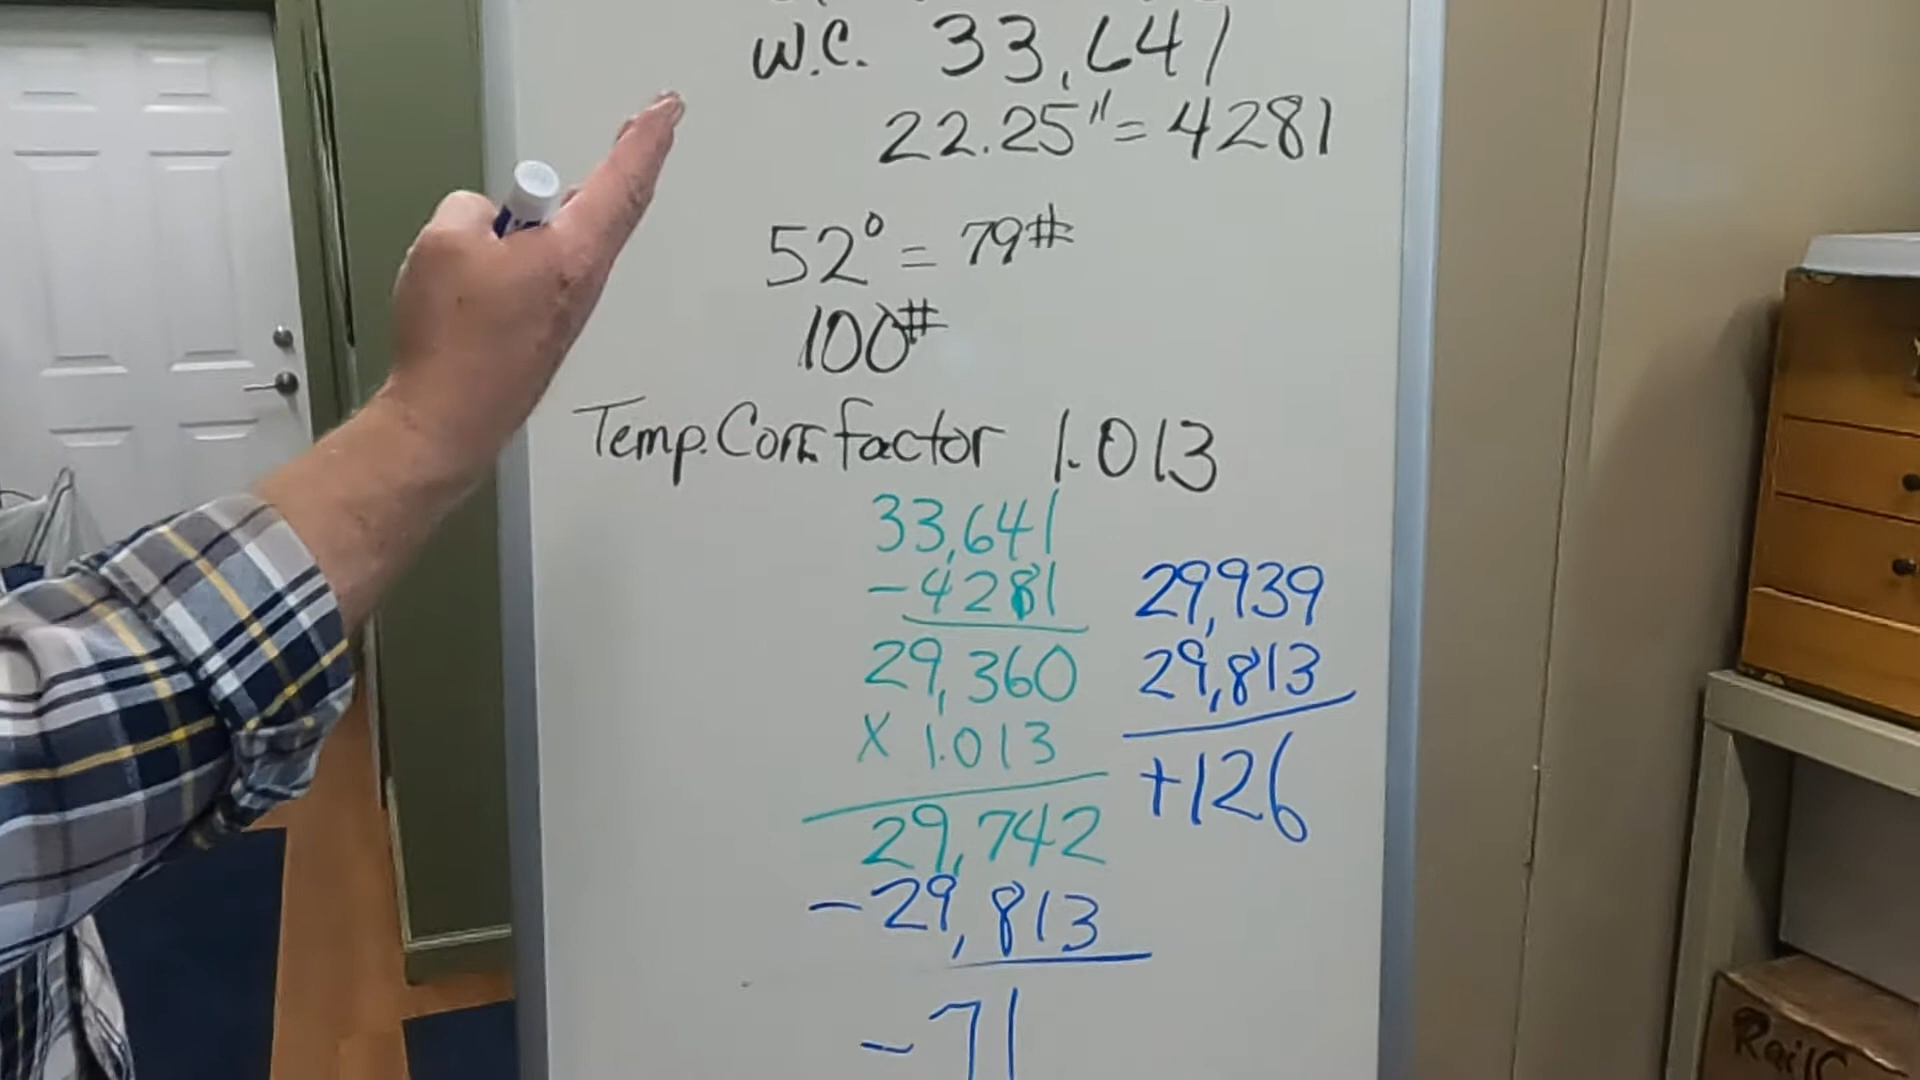 W.C. 33,641
22.25" = 4281
52° = 79#
100#
Temp. Corr. factor 1.013
33,641
-4281
29,360
X 1.013
29,742
-29,813
-71
29,939
29,813
+126
RailC